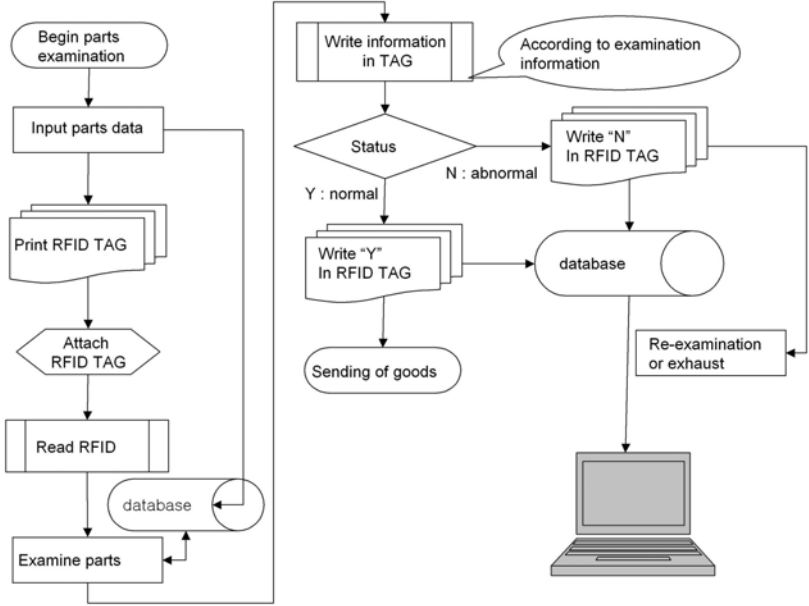 Begin parts
examination
Input parts data
Print RFID TAG
Attach
RFID TAG
Read RFID
database
Examine parts
Write information
in TAG
According to examination
information
Status
N : abnormal
Y : normal
Write “N”
In RFID TAG
Write “Y”
In RFID TAG
database
Sending of goods
Re-examination
or exhaust